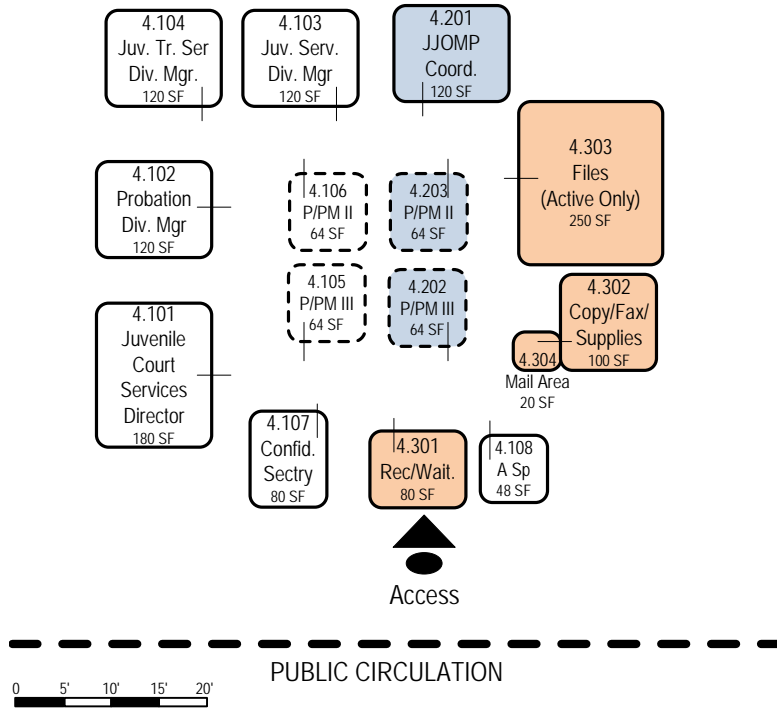 4.104
Juv. Tr. Ser
Div. Mgr.
120 SF
4.103
Juv. Serv.
Div. Mgr
120 SF
4.201
JJOMP
Coord.
120 SF
4.303
Files
(Active Only)
250 SF
4.102
Probation
Div. Mgr
120 SF
4.106
P/PM II
64 SF
4.203
P/PM II
64 SF
4.105
P/PM III
64 SF
4.202
P/PM III
64 SF
4.302
Copy/Fax/
Supplies
100 SF
4.101
Juvenile
Court
Services
Director
180 SF
4.304
Mail Area
20 SF
4.107
Confid.
Sectry
80 SF
4.301
Rec/Wait.
80 SF
4.108
A Sp
48 SF
Access
PUBLIC CIRCULATION
0 5' 10' 15' 20'